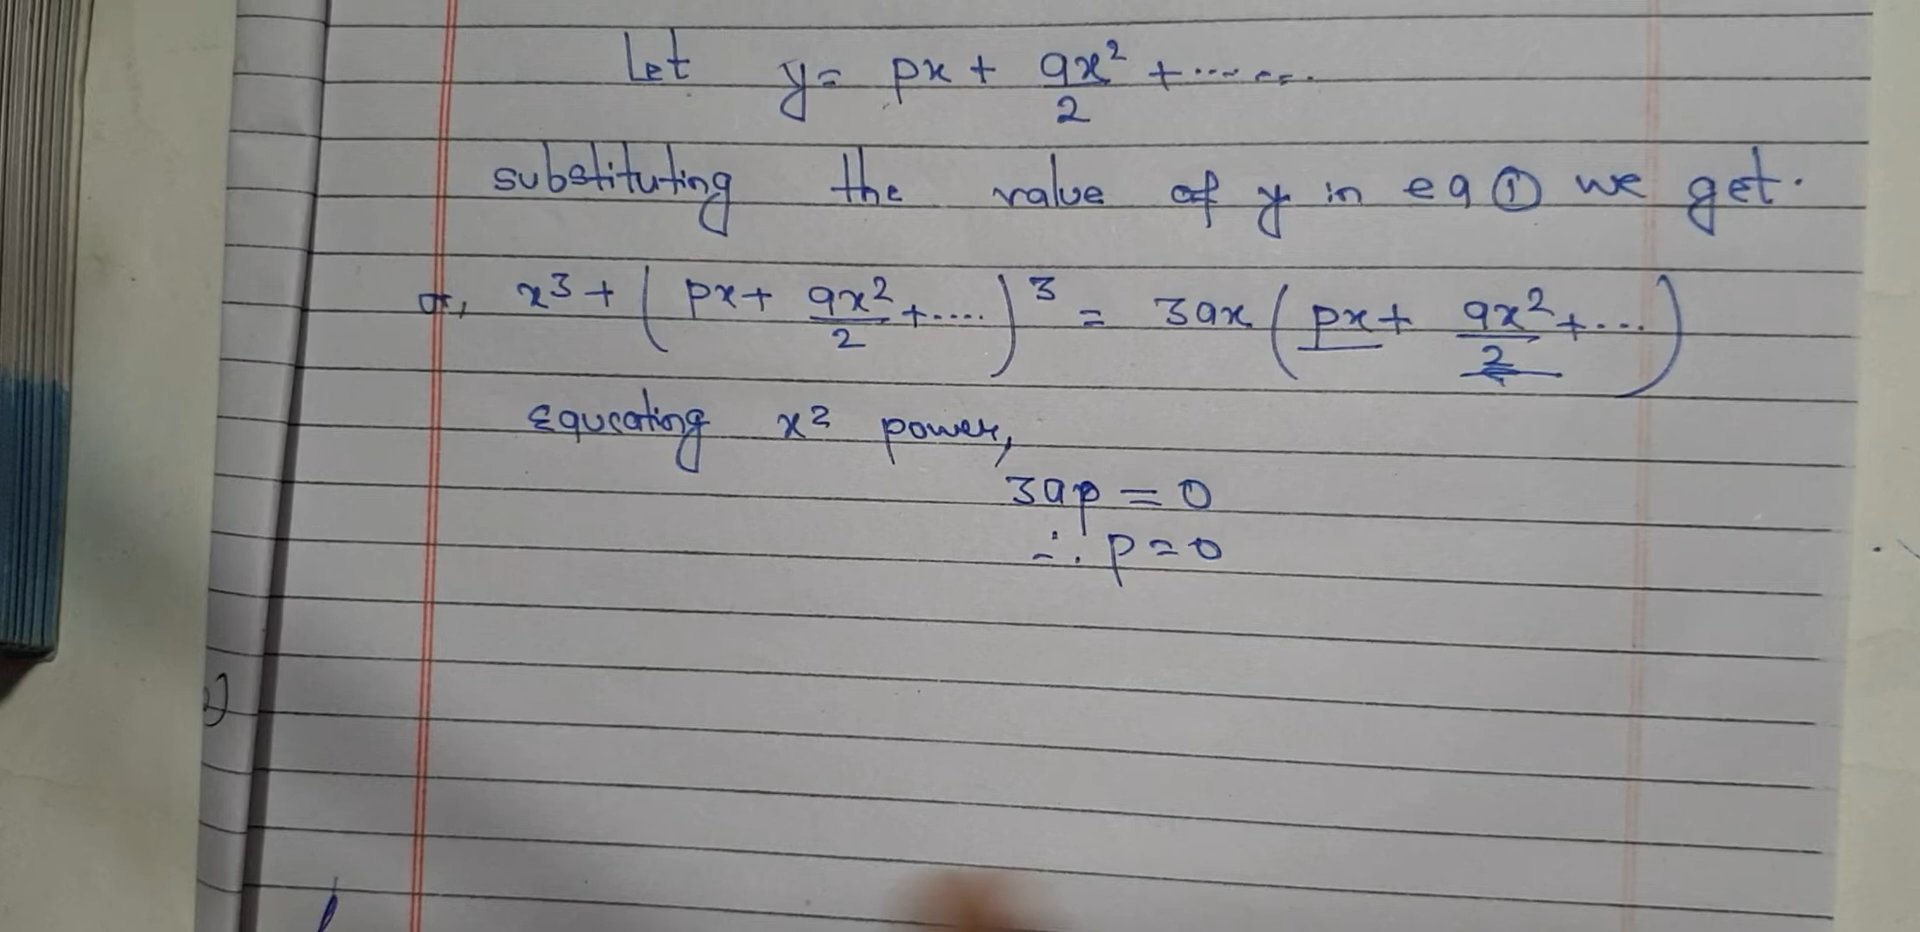 Let y = px + qx²/2 + .......
substituting the value of y in eq ① we get.
or, x³ + (px + qx²/2 + ....)³ = 3ax (px + qx²/2 + ...)
Equating x² power,
3ap = 0
∴ p = 0